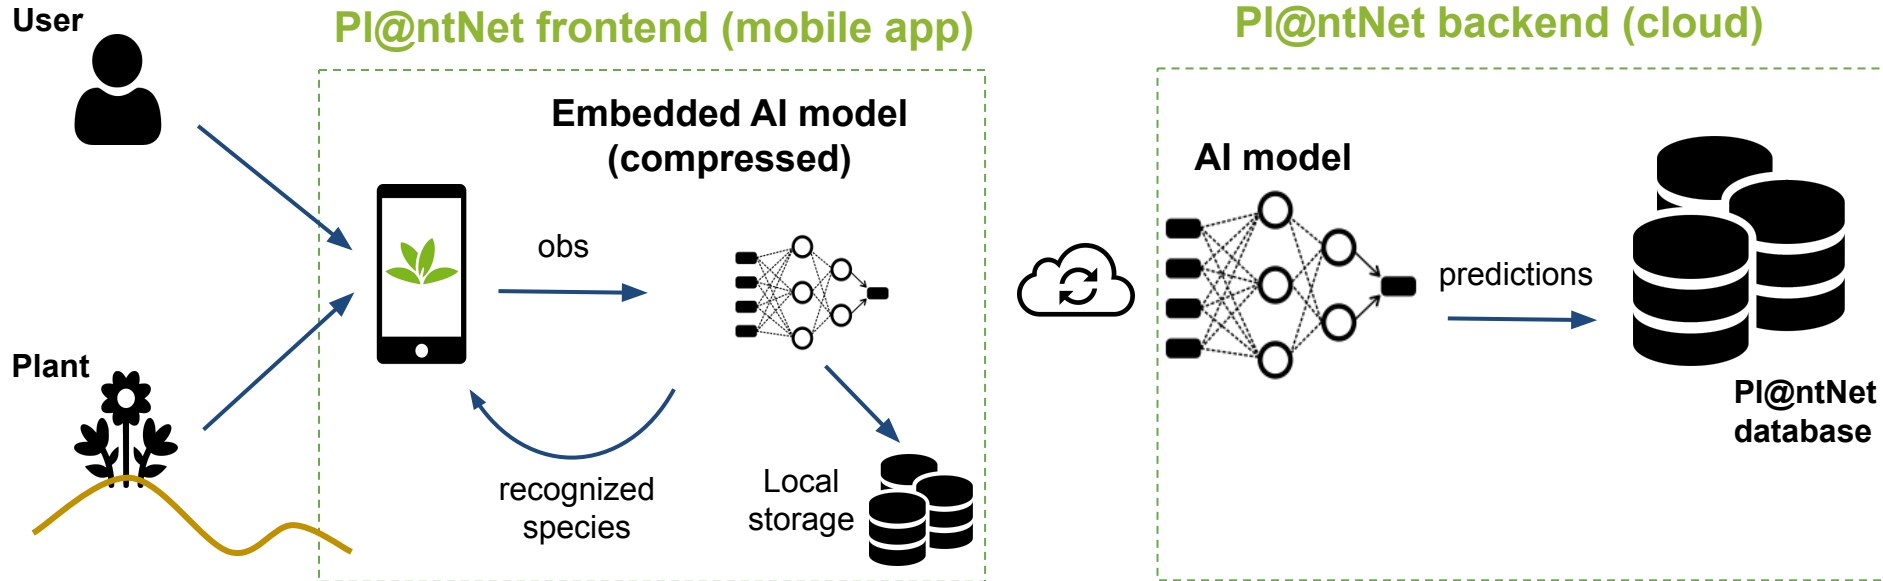 User
Pl@ntNet frontend (mobile app)
Pl@ntNet backend (cloud)
Embedded AI model
(compressed)
AI model
obs
predictions
Plant
recognized
species
Local
storage
Pl@ntNet
database